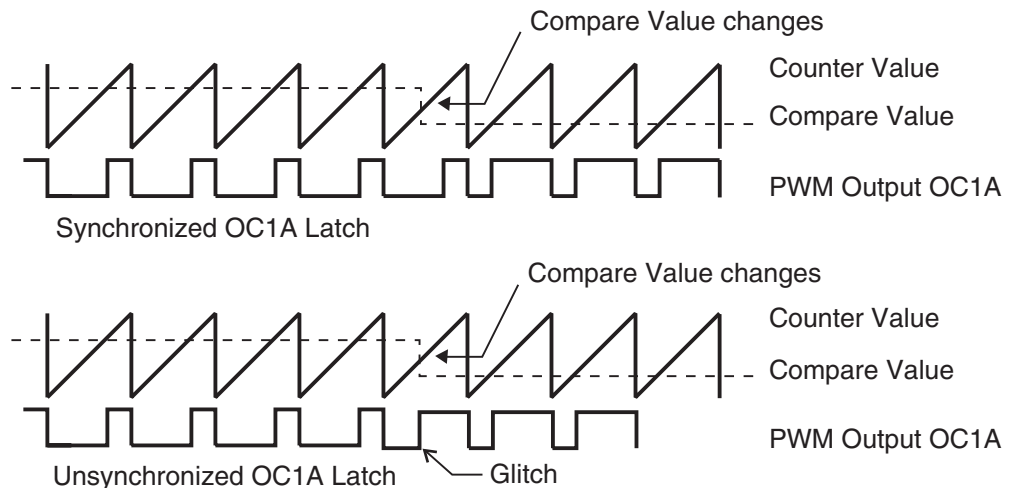 Compare Value changes
Counter Value
Compare Value
PWM Output OC1A
Synchronized OC1A Latch
Compare Value changes
Counter Value
Compare Value
PWM Output OC1A
Unsynchronized OC1A Latch
Glitch